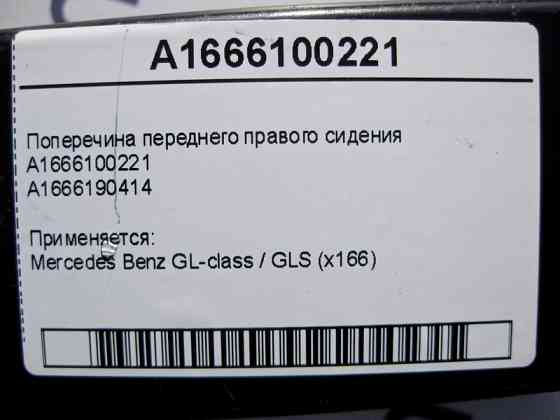 A1666100221
Поперечина переднего правого сидения
A1666100221
A1666190414
Применяется:
Mercedes Benz GL-class / GLS (x166)